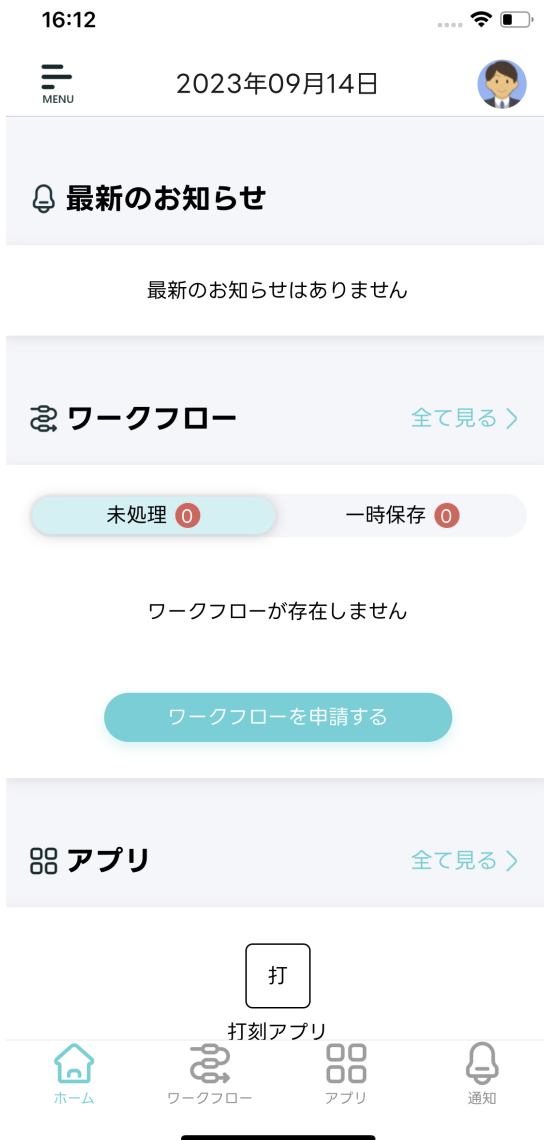 16:12
MENU
2023年09月14日
最新のお知らせ
最新のお知らせはありません
ワークフロー
全て見る
未処理 0
一時保存 0
ワークフローが存在しません
ワークフローを申請する
アプリ
全て見る
打
打刻アプリ
ホーム
ワークフロー
アプリ
通知